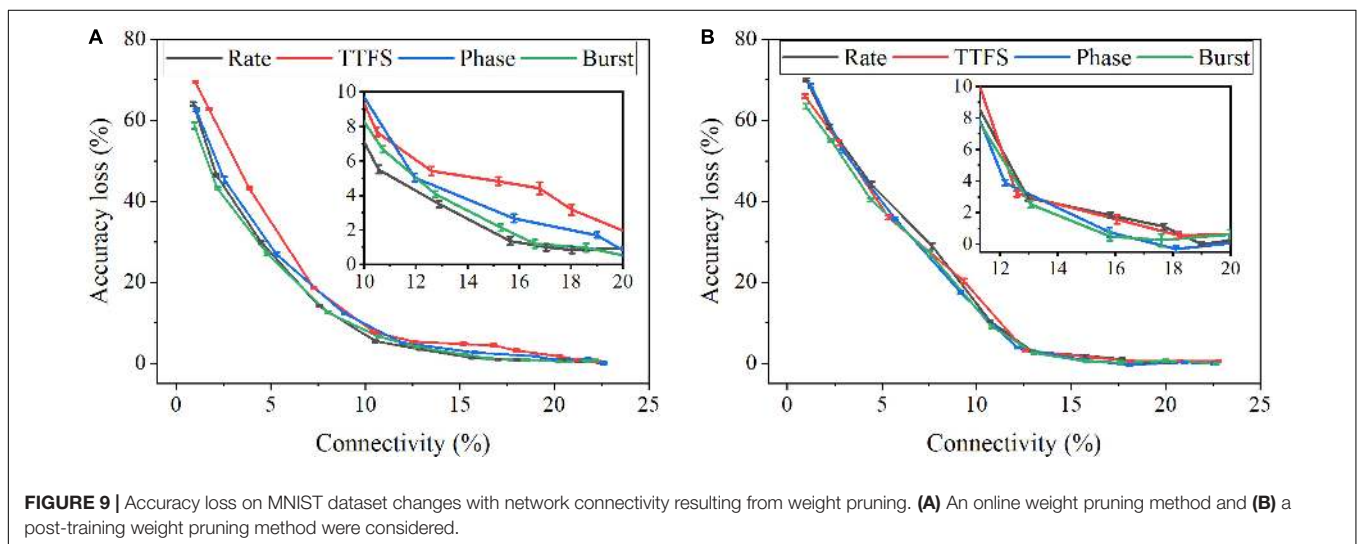 A
B
80
60
40
20
0
Accuracy loss (%)
Rate TTFS Phase Burst
10
8
6
4
2
0
10 12 14 16 18 20
0 5 10 15 20 25
Connectivity (%)
80
60
40
20
0
Accuracy loss (%)
Rate TTFS Phase Burst
10
8
6
4
2
0
12 14 16 18 20
0 5 10 15 20 25
Connectivity (%)
FIGURE 9 | Accuracy loss on MNIST dataset changes with network connectivity resulting from weight pruning. (A) An online weight pruning method and (B) a
post-training weight pruning method were considered.